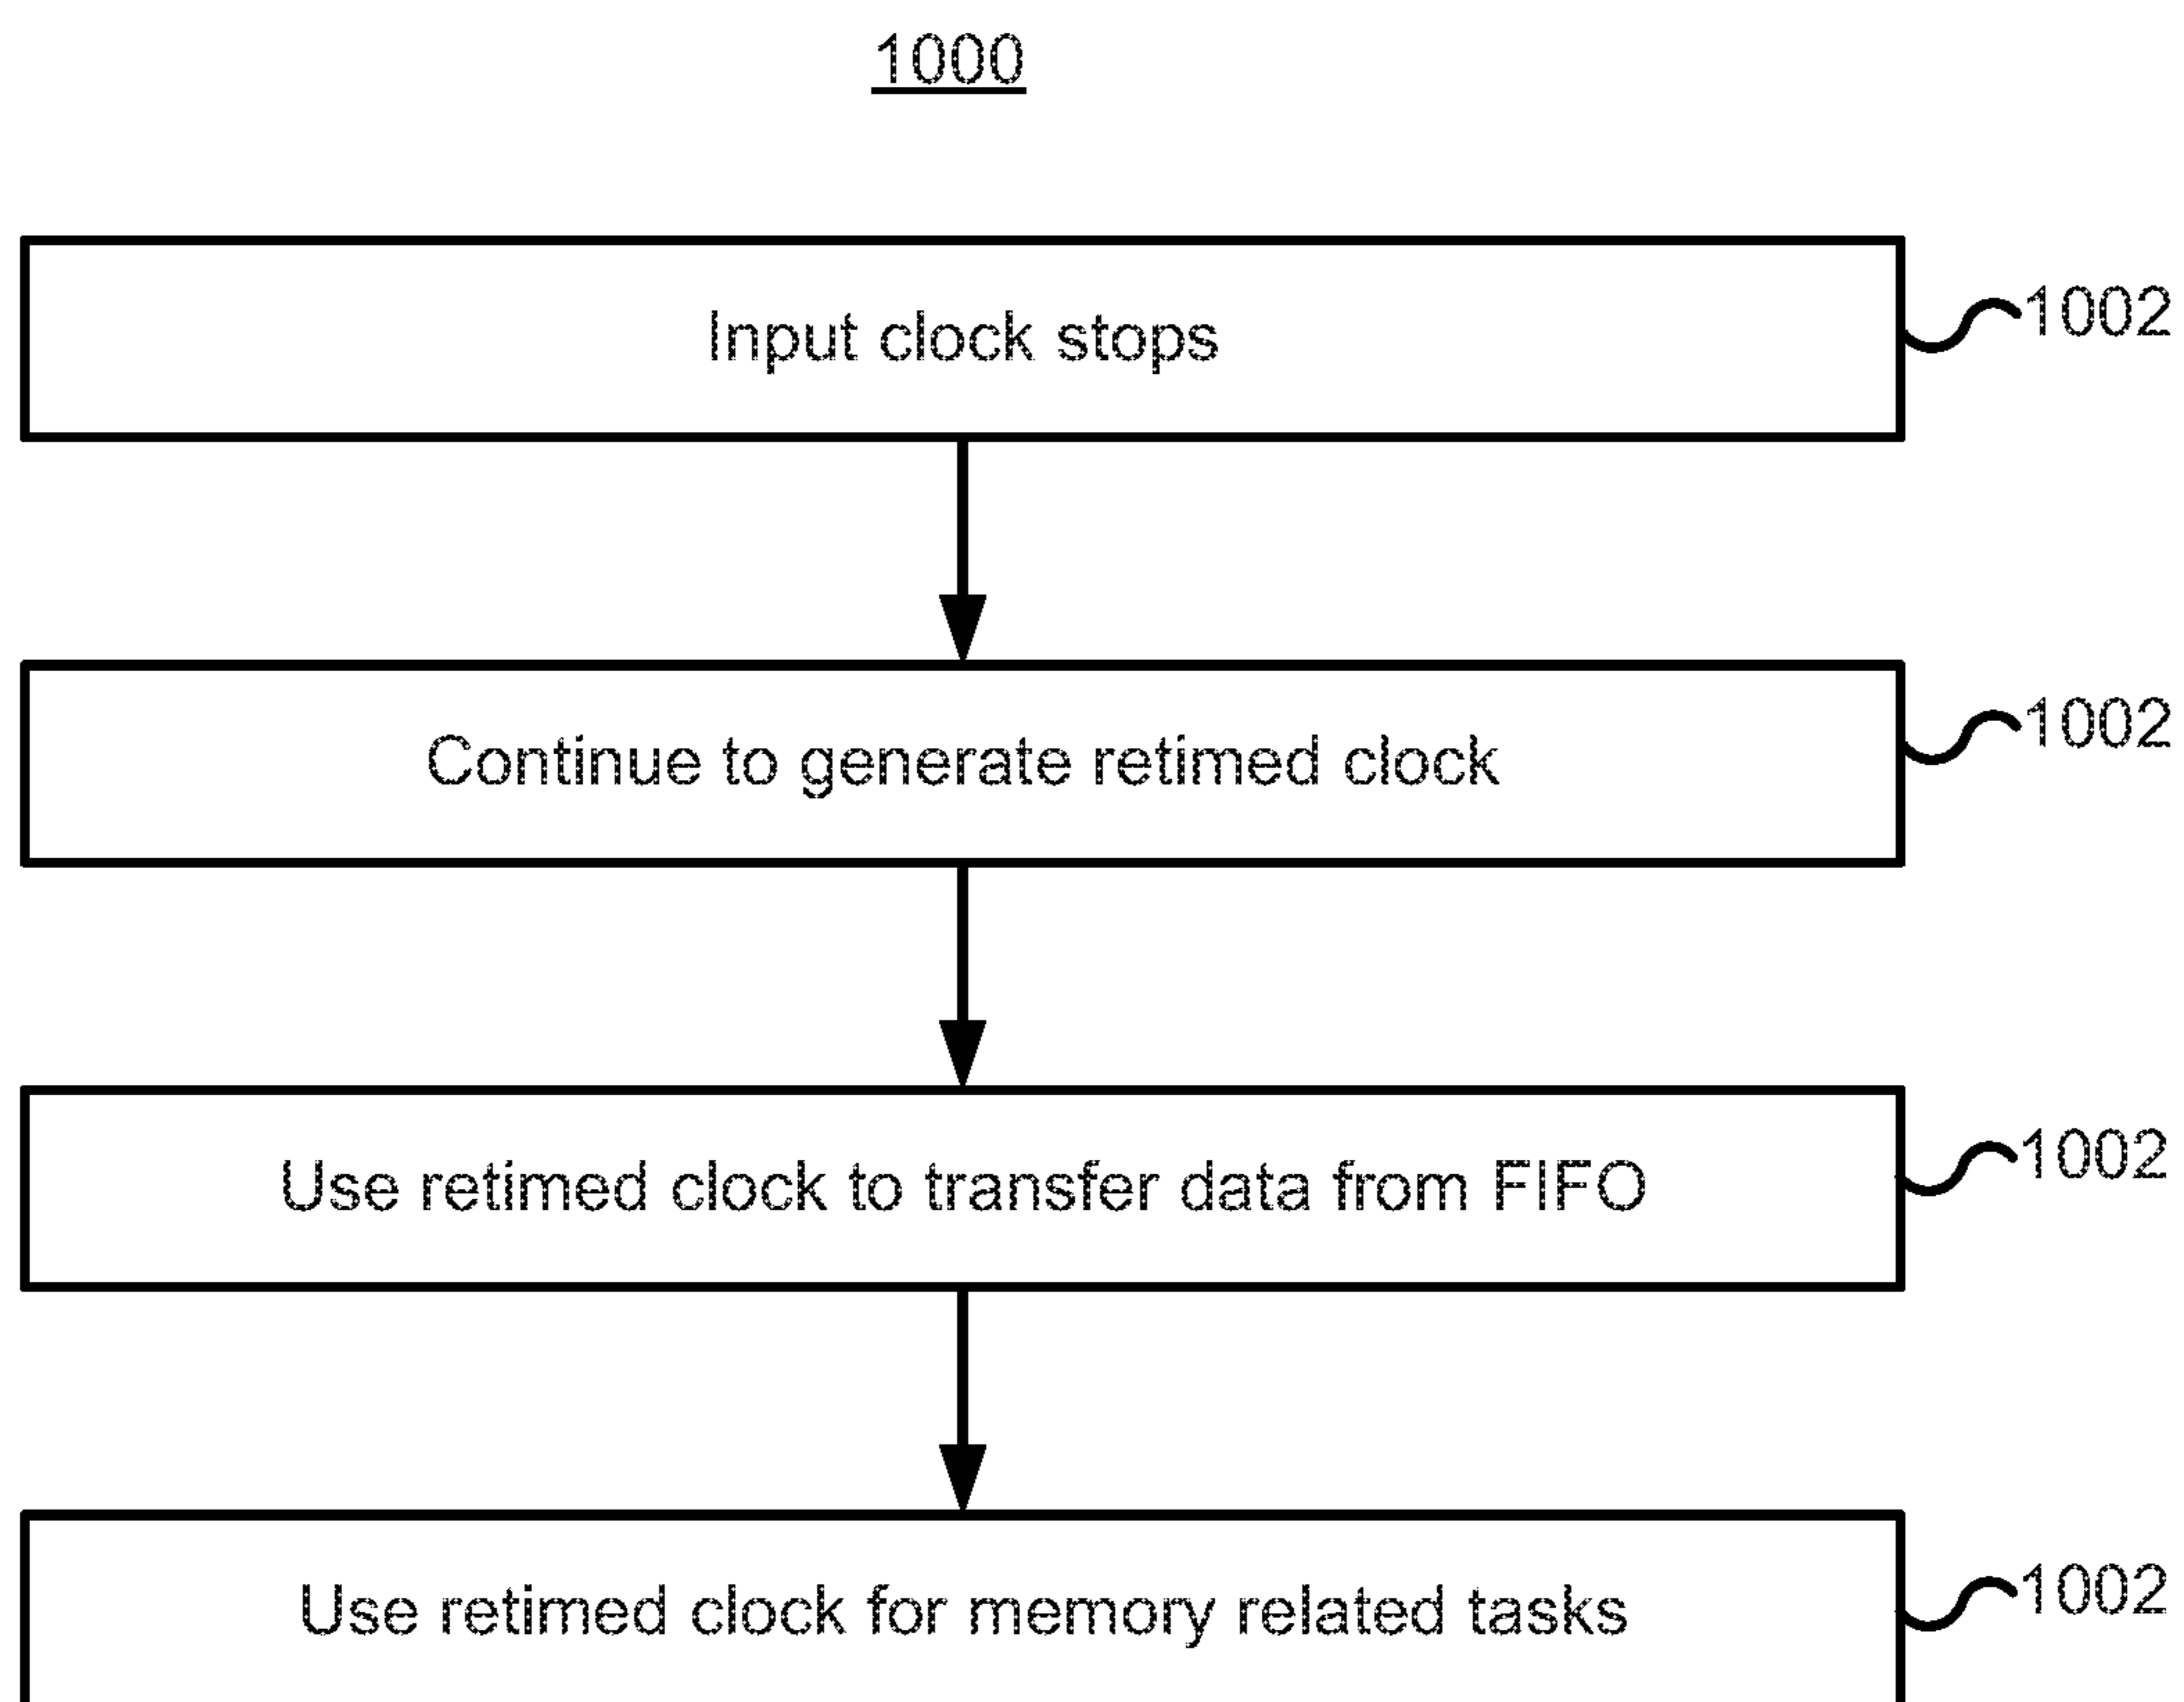 1000
Input clock stops
1002
Continue to generate retimed clock
1002
Use retimed clock to transfer data from FIFO
1002
Use retimed clock for memory related tasks
1002